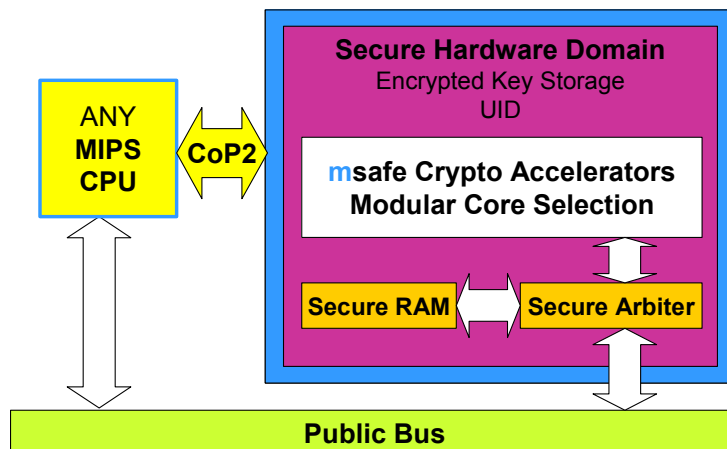 Secure Hardware Domain
Encrypted Key Storage
UID
ANY
MIPS
CPU
CoP2
msafe Crypto Accelerators
Modular Core Selection
Secure RAM
Secure Arbiter
Public Bus